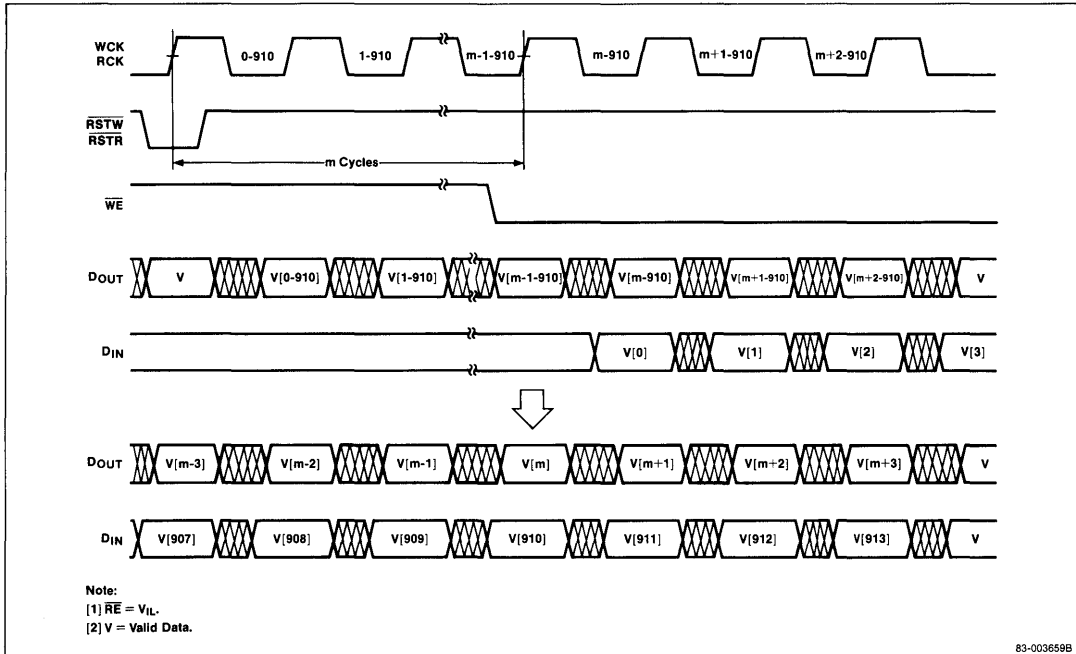 WCK
RCK
0-910 1-910 m-1-910 m-910 m+1-910 m+2-910
RSTW
RSTR
m Cycles
WE
DOUT V V[0-910] V[1-910] V[m-1-910] V[m-910] V[m+1-910] V[m+2-910] V
DIN V[0] V[1] V[2] V[3]
DOUT V[m-3] V[m-2] V[m-1] V[m] V[m+1] V[m+2] V[m+3] V
DIN V[907] V[908] V[909] V[910] V[911] V[912] V[913] V
Note:
[1] RE = VIL.
[2] V = Valid Data.
83-003659B